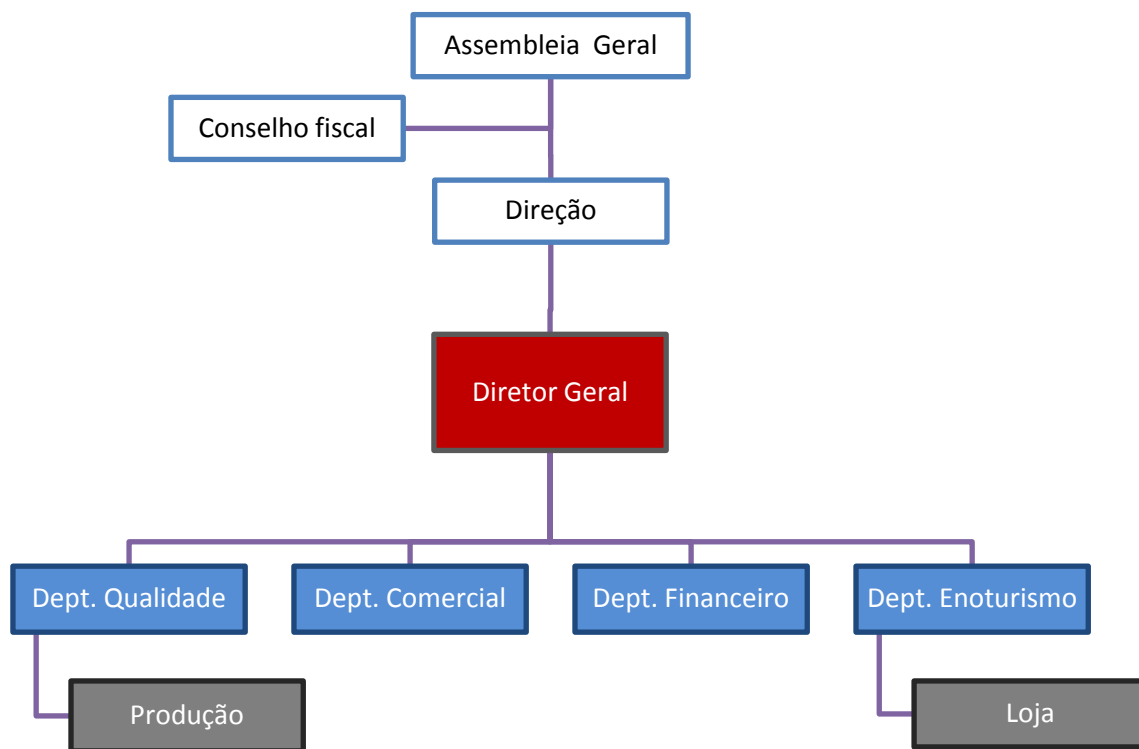 Assembleia Geral
Conselho fiscal
Direção
Diretor Geral
Dept. Qualidade
Dept. Comercial
Dept. Financeiro
Dept. Enoturismo
Produção
Loja